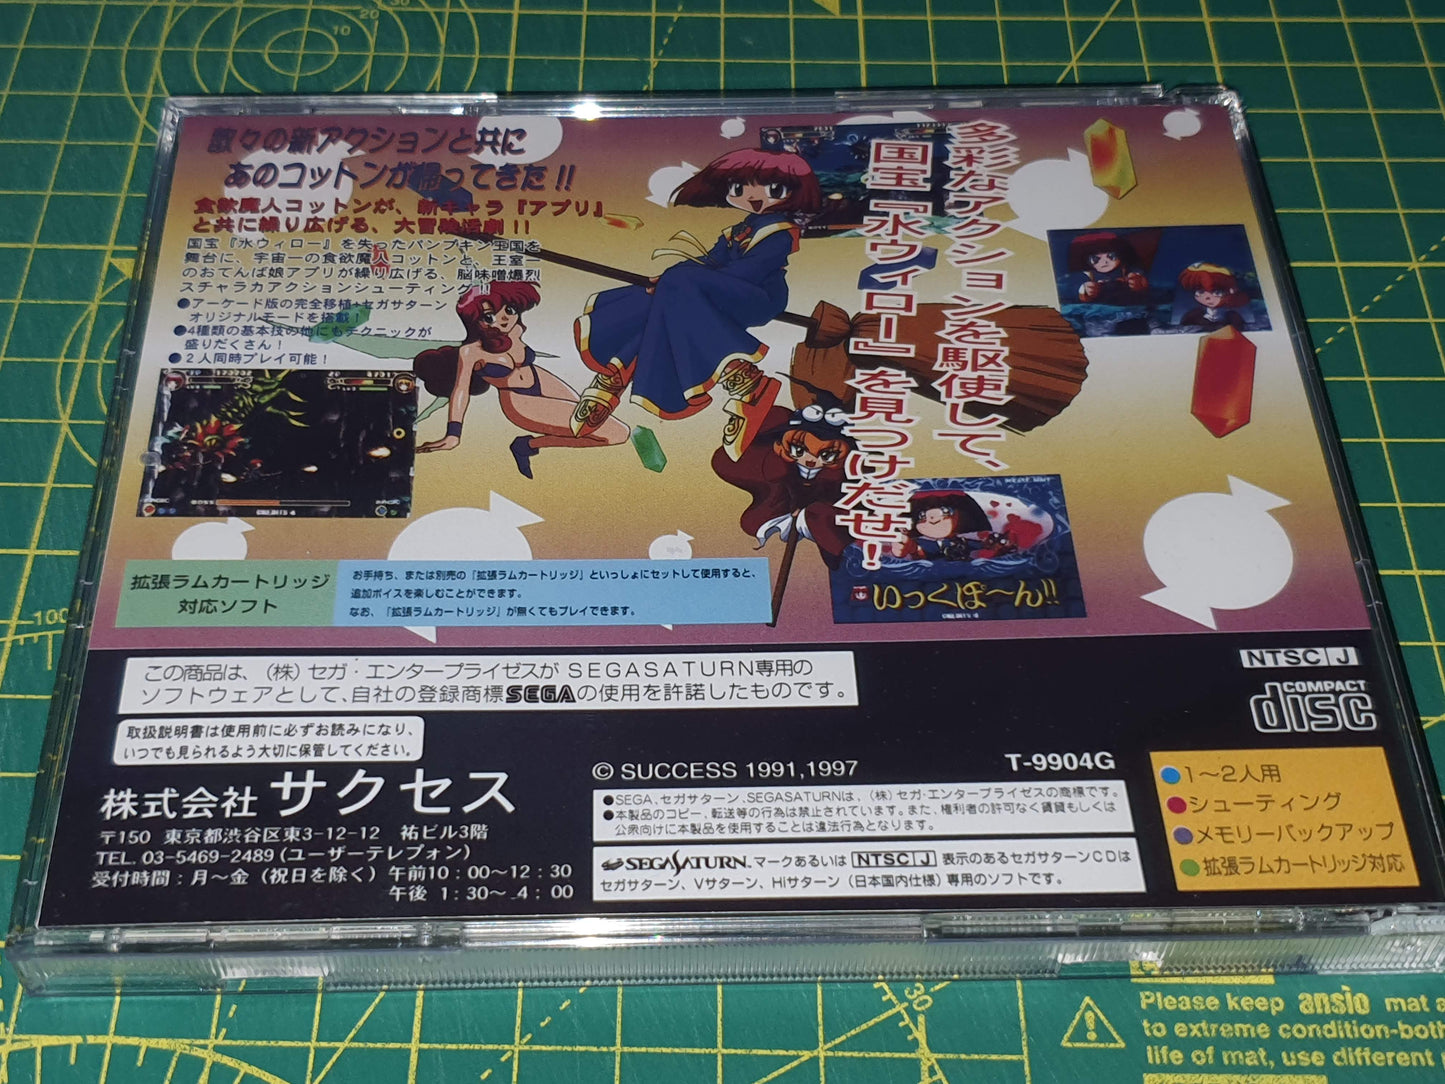 数々の新アクションと共に
あのコットンが帰ってきた!!
食欲魔人コットンが、新キャラ『アプリ』
と共に繰り広げる、大冒険活劇!!
国宝『水ウィロー』を失ったパンプキン王国を
舞台に、宇宙一の食欲魔人コットンと、王室一
のおてんば娘アプリが繰り広げる、脳味噌爆烈
スチャラカアクションシューティング!!
●アーケード版の完全移植+セガサターン
オリジナルモードを搭載!
●4種類の基本技の他にもテクニックが
盛りだくさん!
●2人同時プレイ可能!
多彩なアクションを駆使して、
国宝『水ウィロー』を見つけだせ!
いっくぽ〜ん!!
拡張ラムカートリッジ
対応ソフト
お手持ち、または別売の「拡張ラムカートリッジ」といっしょにセットして使用すると、
追加ボイスを楽しむことができます。
なお、「拡張ラムカートリッジ」が無くてもプレイできます。
この商品は、(株)セガ・エンタープライゼスがSEGASATURN専用の
ソフトウェアとして、自社の登録商標SEGAの使用を許諾したものです。
取扱説明書は使用前に必ずお読みになり、
いつでも見られるよう大切に保管してください。
株式会社サクセス
〒150 東京都渋谷区東3-12-12 祐ビル3階
TEL. 03-5469-2489(ユーザーテレフォン)
受付時間:月〜金(祝日を除く)午前10:00〜12:30
午後 1:30〜 4:00
© SUCCESS 1991,1997
T-9904G
●SEGA、セガサターン、SEGASATURNは、(株)セガ・エンタープライゼスの商標です。
●本製品のコピー、転送等の行為は禁止されています。また、権利者の許可なく賃貸もしくは
公衆向けに本製品を使用することは違法行為となります。
SEGASATURN.マークあるいは NTSC J 表示のあるセガサターンCDは
セガサターン、Vサターン、Hiサターン(日本国内仕様)専用のソフトです。
NTSC J
COMPACT
disc
●1〜2人用
●シューティング
●メモリーバックアップ
●拡張ラムカートリッジ対応
Please keep ansio mat a
to extreme condition-both
life of mat, use different